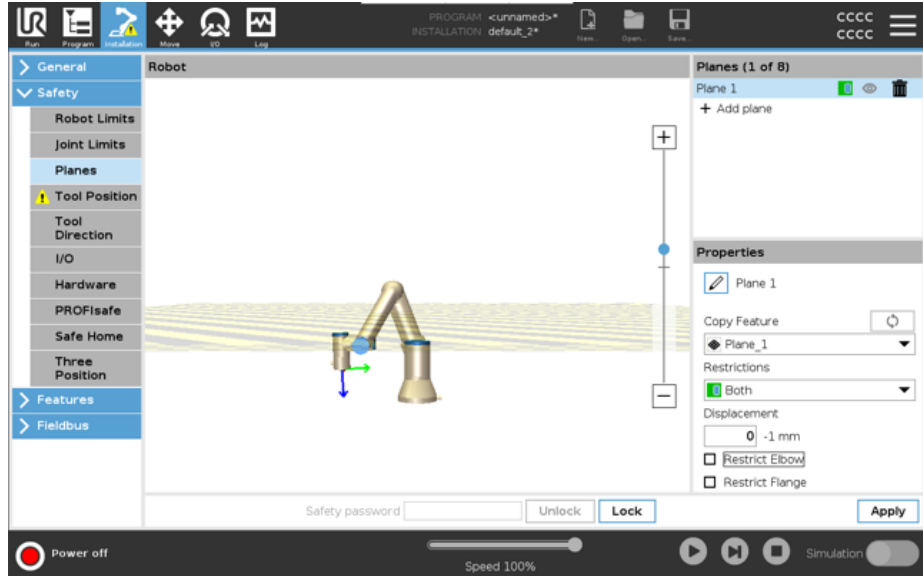 UR
PROGRAM <unnamed>*
INSTALLATION default_2*
CCCC
CCCC
Run Program Installation Move I/O Log New... Open... Save...
General
Safety
Robot Limits
Joint Limits
Planes
Tool Position
Tool
Direction
I/O
Hardware
PROFIsafe
Safe Home
Three
Position
Features
Fieldbus
Robot
Planes (1 of 8)
Plane 1
+ Add plane
Properties
Plane 1
Copy Feature
Plane_1
Restrictions
Both
Displacement
0 -1 mm
Restrict Elbow
Restrict Flange
Safety password Unlock Lock Apply
Power off
Speed 100%
Simulation